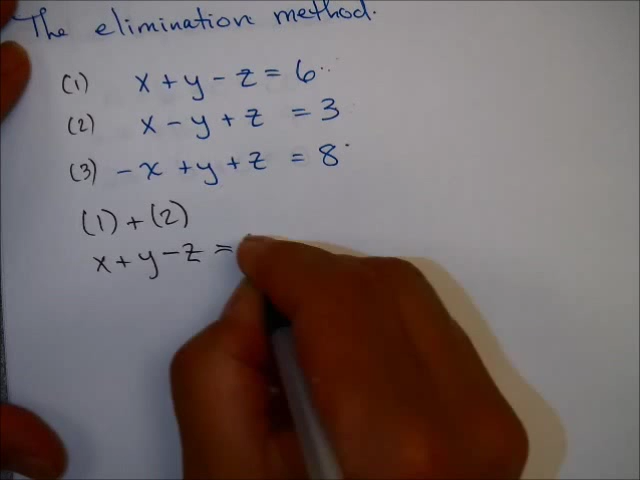 The elimination method.
(1) x + y - z = 6
(2) x - y + z = 3
(3) - x + y + z = 8
(1) + (2)
x + y - z =